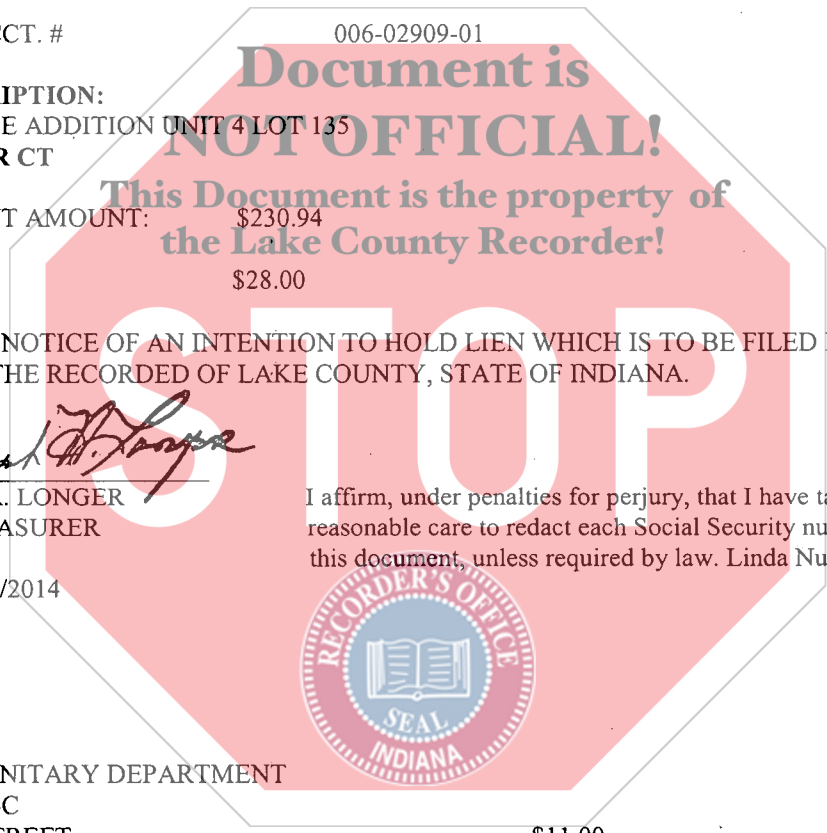 CCT. # 006-02909-01
Document is
IPTION:
E ADDITION UNIT 4 LOT 135
NOT OFFICIAL!
R CT
This Document is the property of
T AMOUNT: $230.94
the Lake County Recorder!
$28.00
STOP
NOTICE OF AN INTENTION TO HOLD LIEN WHICH IS TO BE FILED
THE RECORDED OF LAKE COUNTY, STATE OF INDIANA.
LONGER I affirm, under penalties for perjury, that I have ta
ASURER reasonable care to redact each Social Security nu
this document, unless required by law. Linda Nu
/2014
RECORDER'S OFFICE
SEAL
INDIANA
NITARY DEPARTMENT
C
TREET $11.00